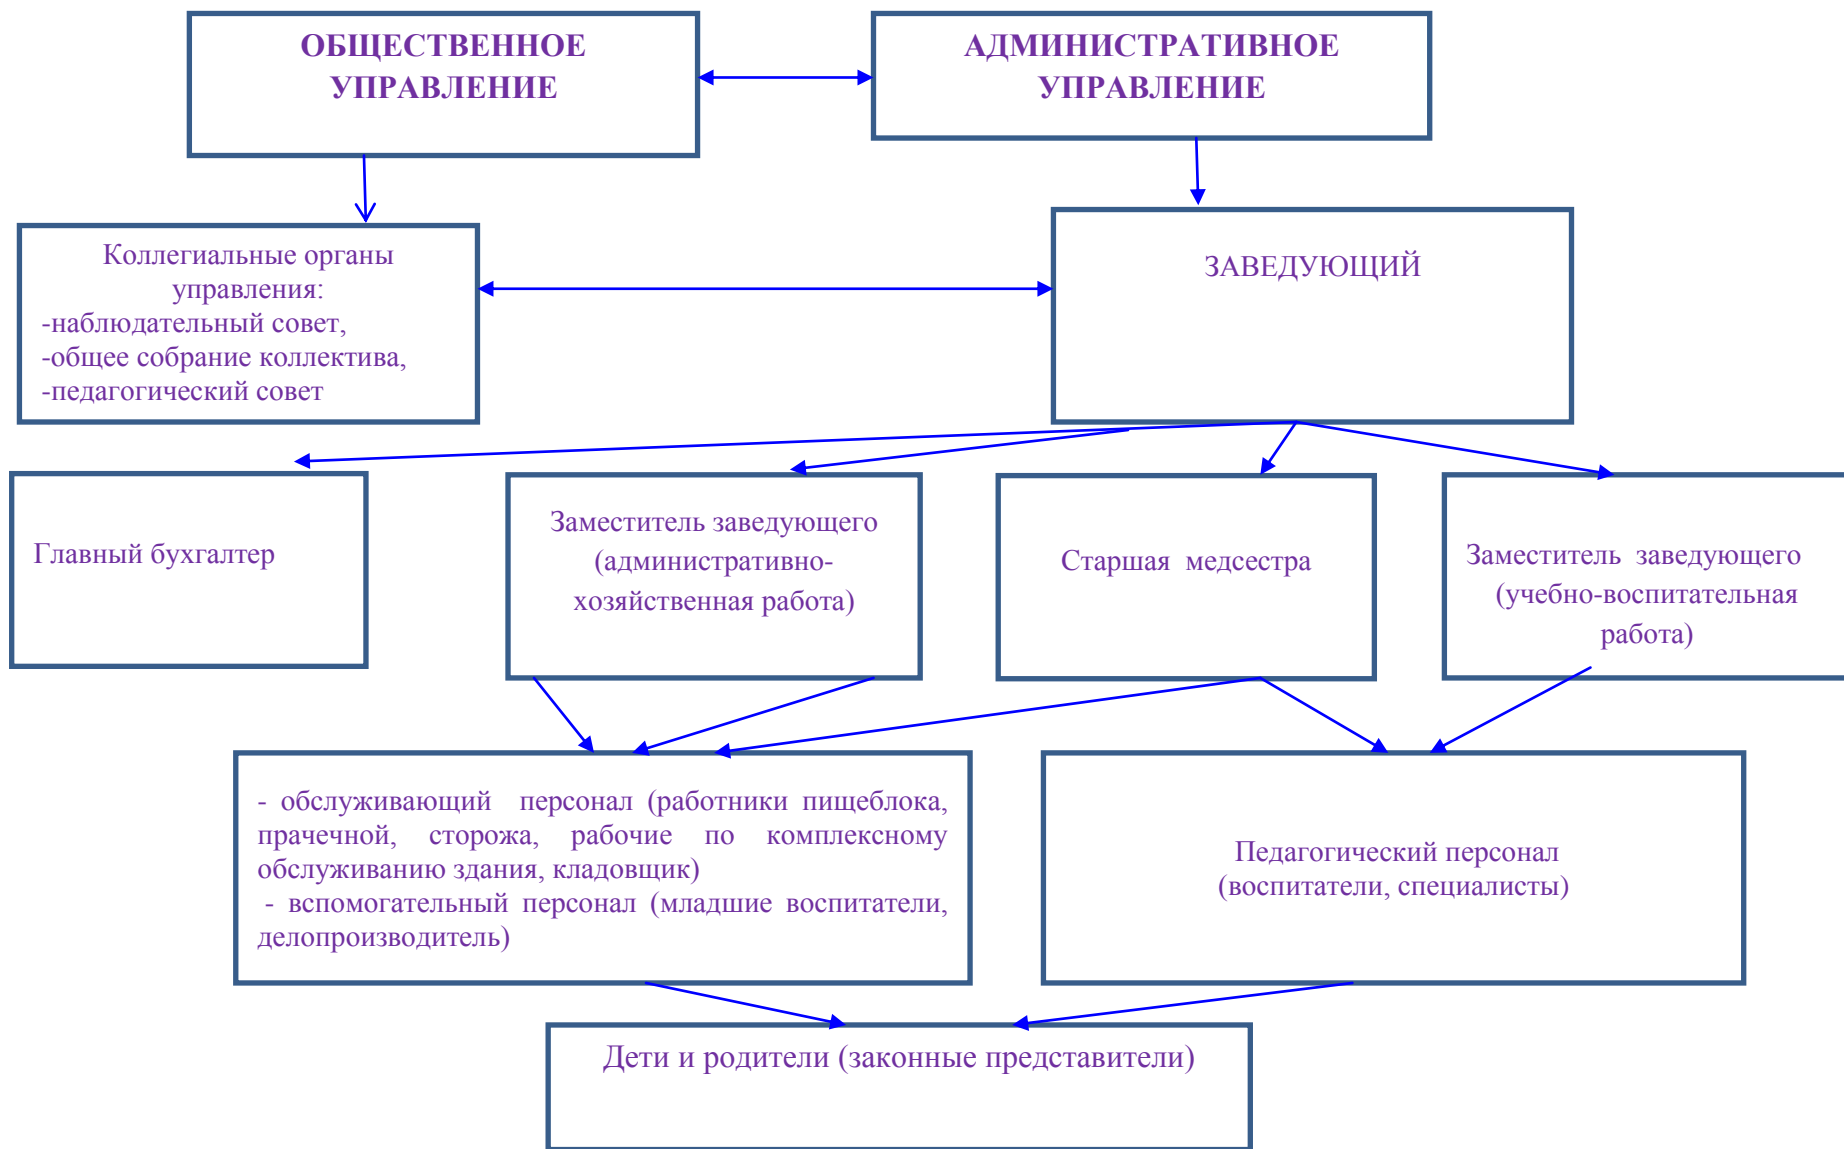 ОБЩЕСТВЕННОЕ
УПРАВЛЕНИЕ
АДМИНИСТРАТИВНОЕ
УПРАВЛЕНИЕ
Коллегиальные органы
управления:
-наблюдательный совет,
-общее собрание коллектива,
-педагогический совет
ЗАВЕДУЮЩИЙ
Главный бухгалтер
Заместитель заведующего
(административно-
хозяйственная работа)
Старшая медсестра
Заместитель заведующего
(учебно-воспитательная
работа)
- обслуживающий персонал (работники пищеблока,
прачечной, сторожа, рабочие по комплексному
обслуживанию здания, кладовщик)
- вспомогательный персонал (младшие воспитатели,
делопроизводитель)
Педагогический персонал
(воспитатели, специалисты)
Дети и родители (законные представители)